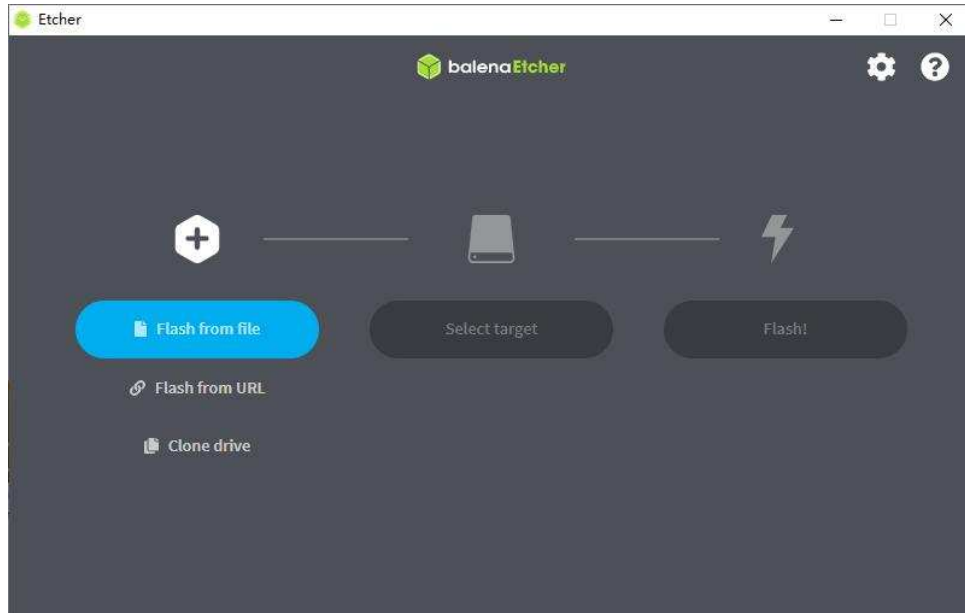 Etcher
balenaEtcher
Flash from file
Select target
Flash!
Flash from URL
Clone drive